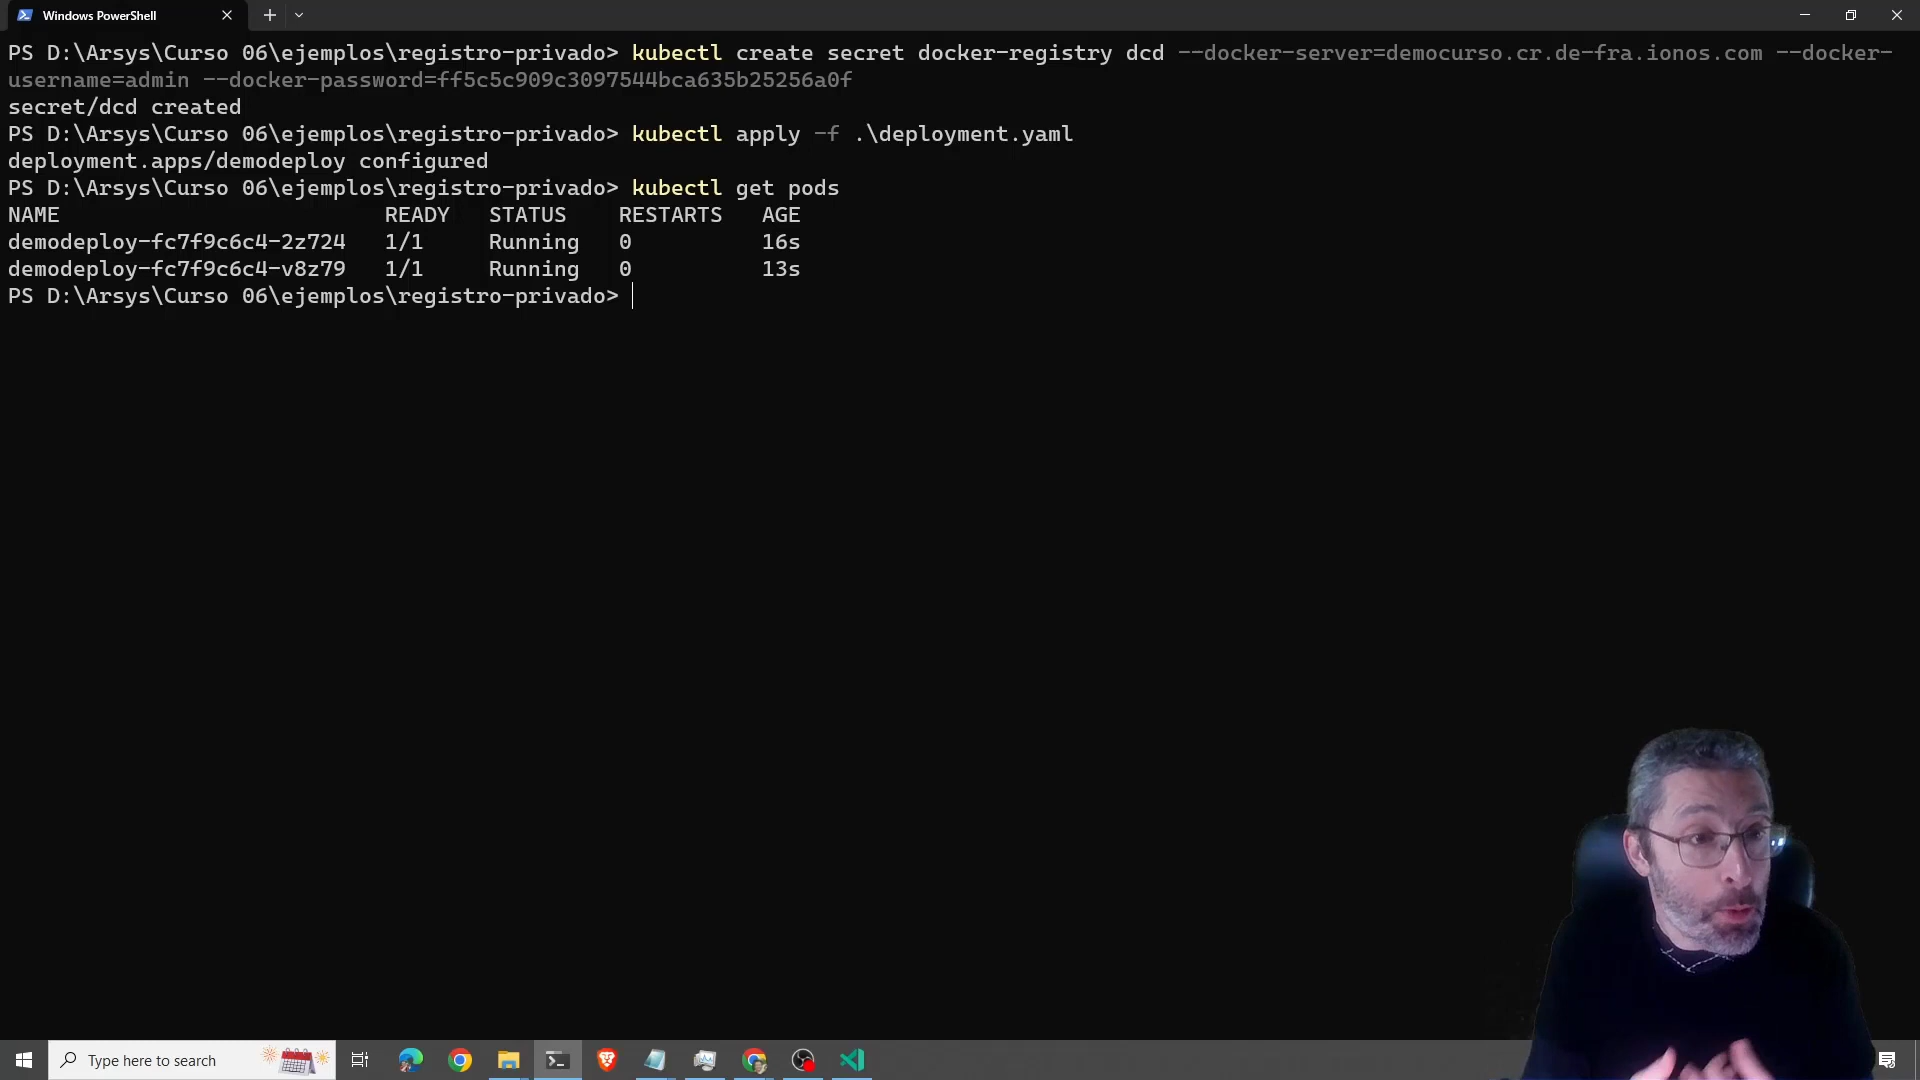 Windows PowerShell
PS D:\Arsys\Curso 06\ejemplos\registro-privado> kubectl create secret docker-registry dcd --docker-server=democurso.cr.de-fra.ionos.com --docker-
username=admin --docker-password=ff5c5c909c3097544bca635b25256a0f
secret/dcd created
PS D:\Arsys\Curso 06\ejemplos\registro-privado> kubectl apply -f .\deployment.yaml
deployment.apps/demodeploy configured
PS D:\Arsys\Curso 06\ejemplos\registro-privado> kubectl get pods
NAME READY STATUS RESTARTS AGE
demodeploy-fc7f9c6c4-2z724 1/1 Running 0 16s
demodeploy-fc7f9c6c4-v8z79 1/1 Running 0 13s
PS D:\Arsys\Curso 06\ejemplos\registro-privado>
Type here to search